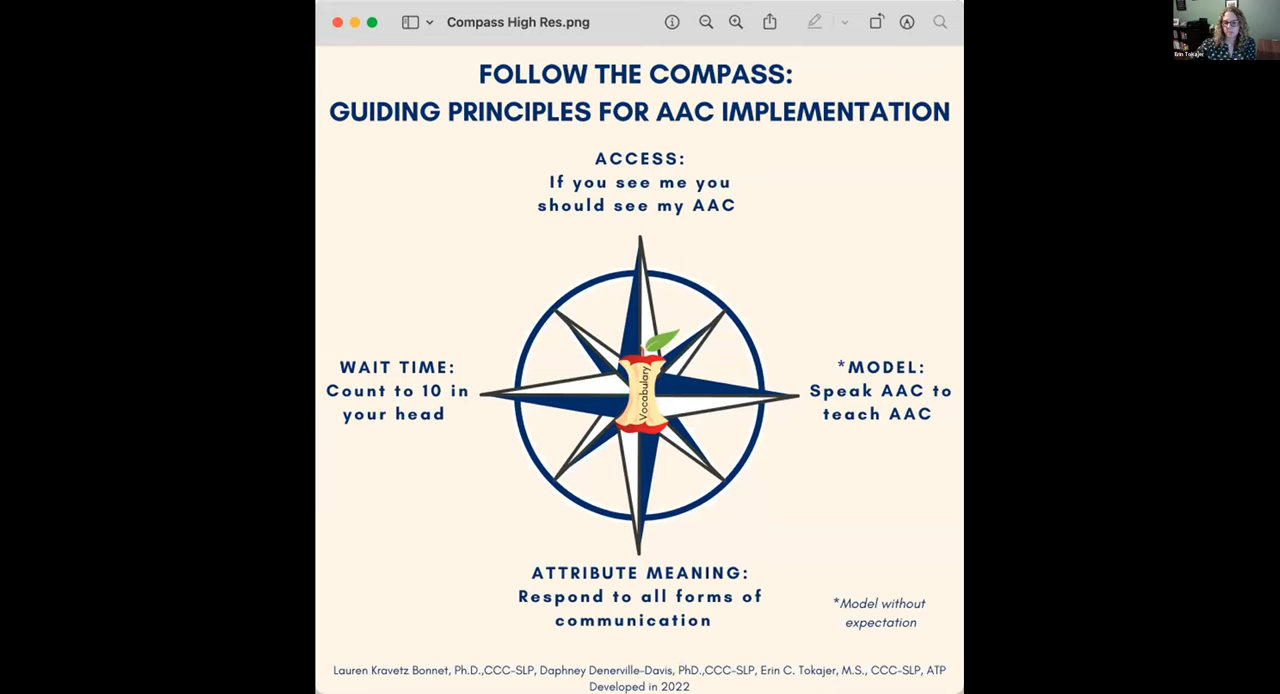 Compass High Res.png
Erin Tokajer
FOLLOW THE COMPASS:
GUIDING PRINCIPLES FOR AAC IMPLEMENTATION
ACCESS:
If you see me you
should see my AAC
WAIT TIME:
Count to 10 in
your head
Vocabulary
*MODEL:
Speak AAC to
teach AAC
ATTRIBUTE MEANING:
Respond to all forms of
communication
*Model without
expectation
Lauren Kravetz Bonnet, Ph.D.,CCC-SLP, Daphney Denerville-Davis, PhD.,CCC-SLP, Erin C. Tokajer, M.S., CCC-SLP, ATP
Developed in 2022